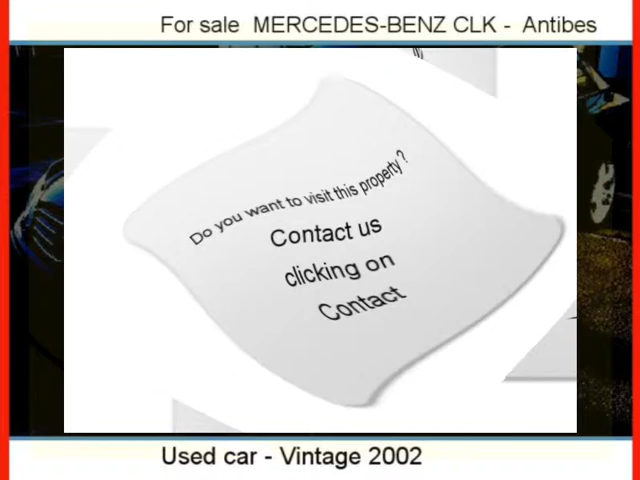 For sale MERCEDES-BENZ CLK - Antibes
Do you want to visit this property ?
Contact us
clicking on
Contact
Used car - Vintage 2002